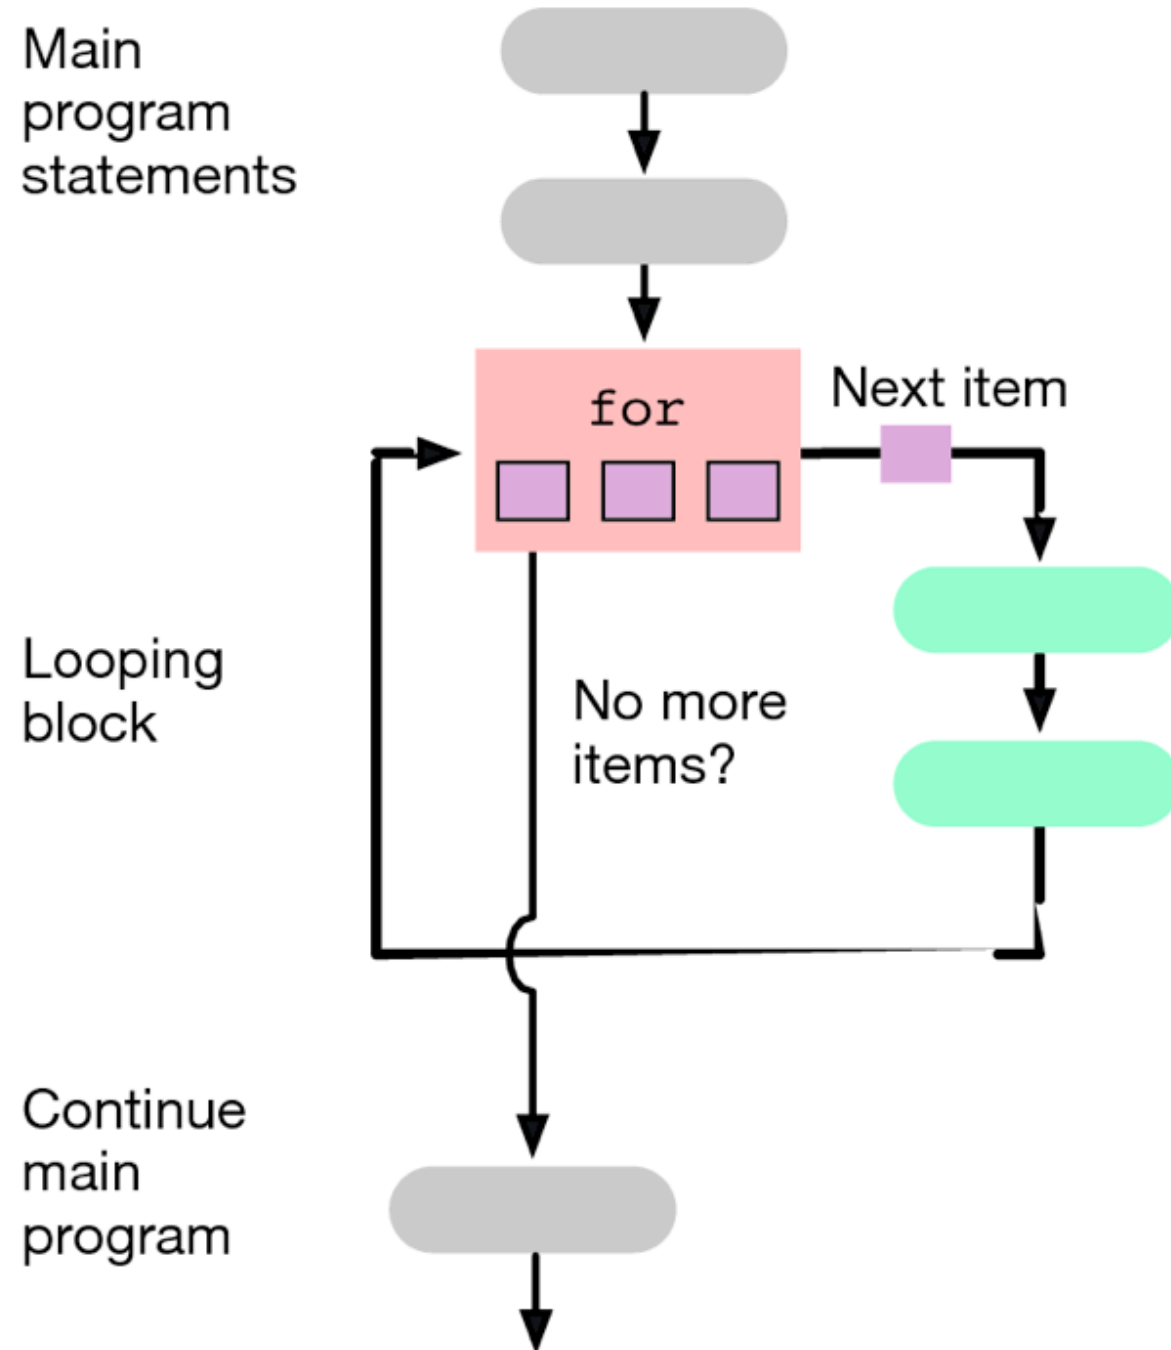 Main
program
statements
for
Next item
Looping
block
No more
items?
Continue
main
program